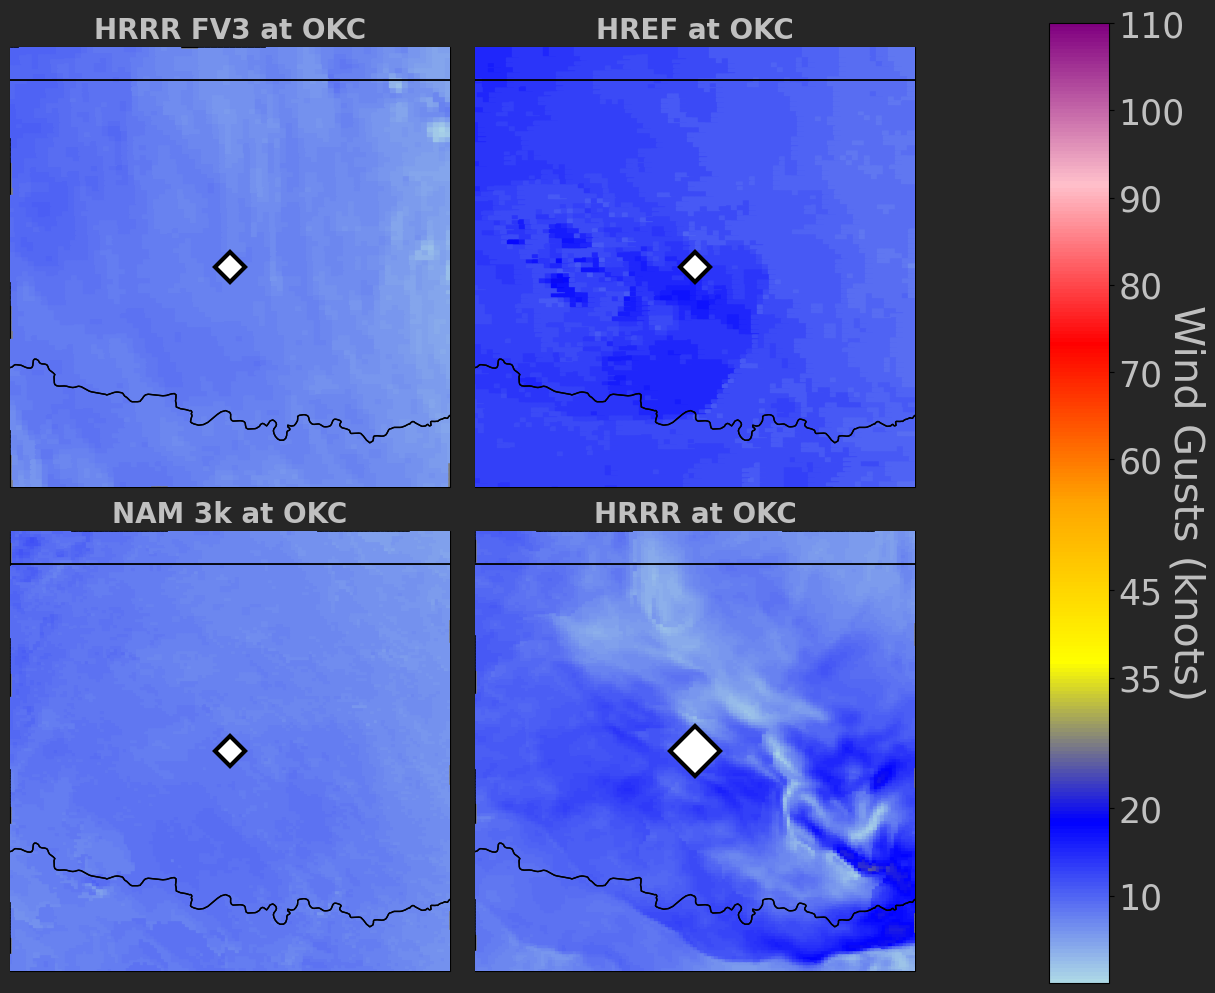 HRRR FV3 at OKC
HREF at OKC
NAM 3k at OKC
HRRR at OKC
110
100
90
80
70
60
45
35
20
10
Wind Gusts (knots)